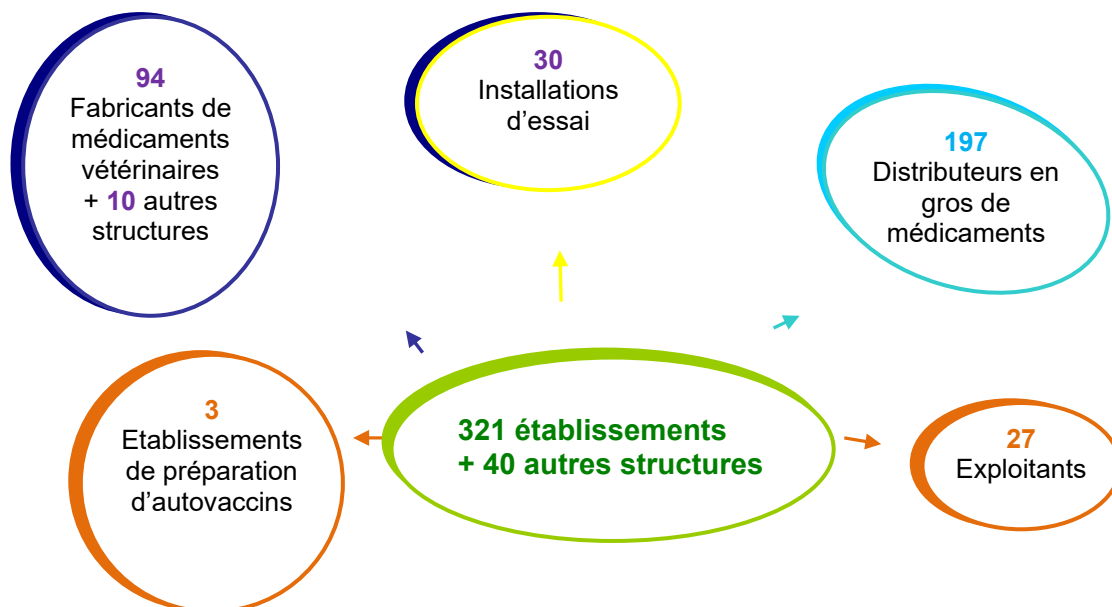 94
Fabricants de
médicaments
vétérinaires
+ 10 autres
structures
30
Installations
d’essai
197
Distributeurs en
gros de
médicaments
3
Etablissements
de préparation
d’autovaccins
321 établissements
+ 40 autres structures
27
Exploitants